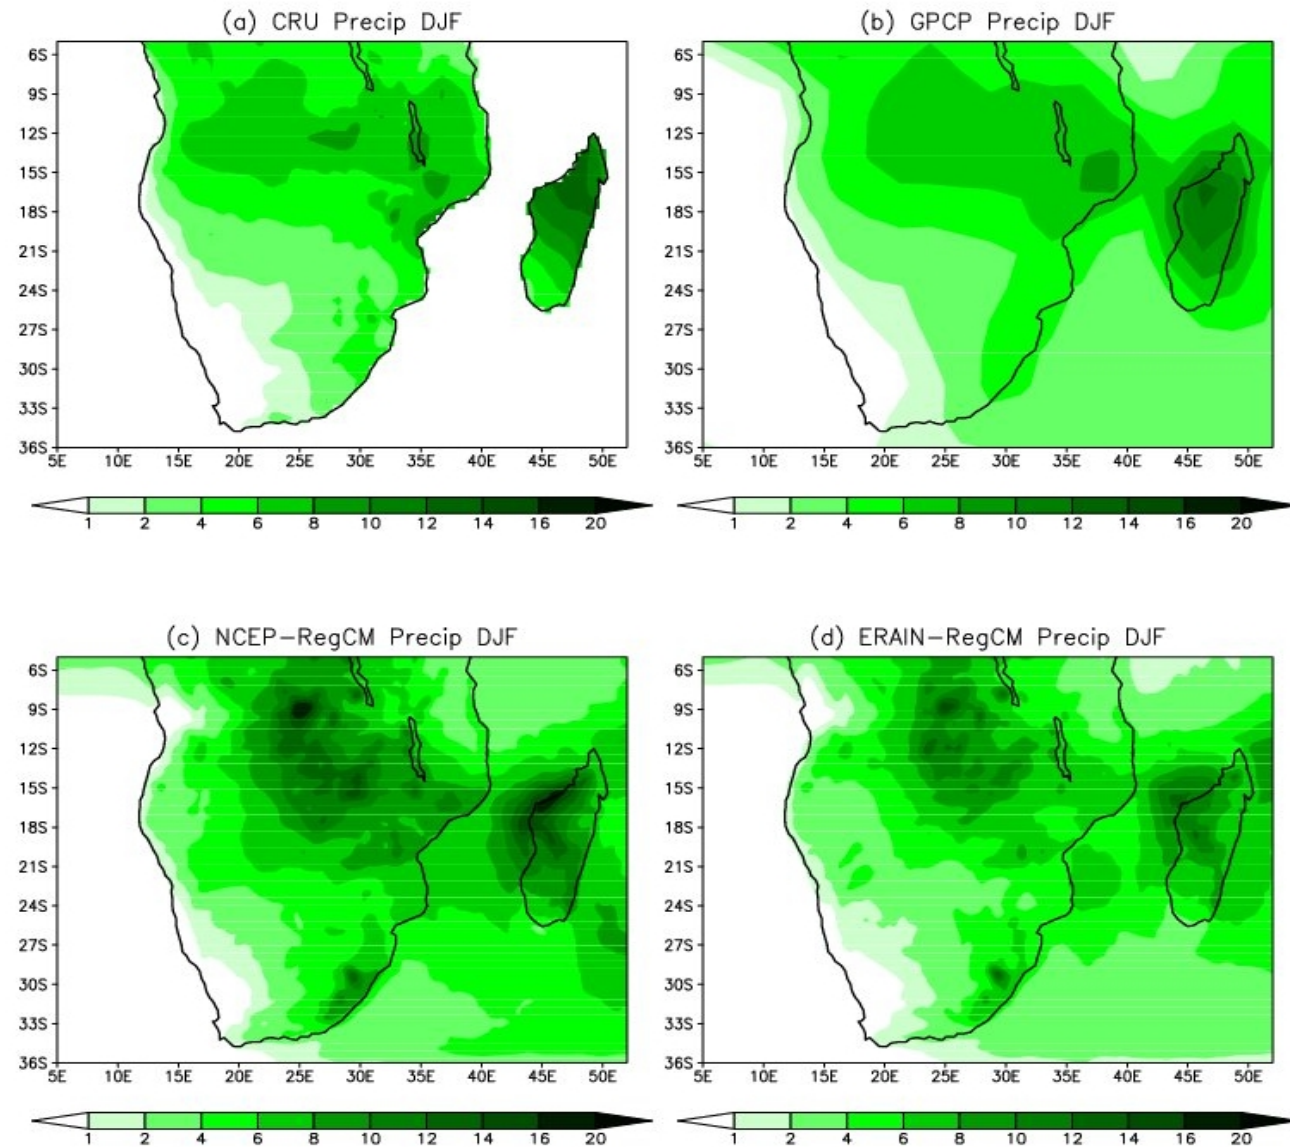 (a) CRU Precip DJF
6S
9S
12S
15S
18S
21S
24S
27S
30S
33S
36S
5E 10E 15E 20E 25E 30E 35E 40E 45E 50E
1 2 4 6 8 10 12 14 16 20
(b) GPCP Precip DJF
6S
9S
12S
15S
18S
21S
24S
27S
30S
33S
36S
5E 10E 15E 20E 25E 30E 35E 40E 45E 50E
1 2 4 6 8 10 12 14 16 20
(c) NCEP-RegCM Precip DJF
6S
9S
12S
15S
18S
21S
24S
27S
30S
33S
36S
5E 10E 15E 20E 25E 30E 35E 40E 45E 50E
1 2 4 6 8 10 12 14 16 20
(d) ERAIN-RegCM Precip DJF
6S
9S
12S
15S
18S
21S
24S
27S
30S
33S
36S
5E 10E 15E 20E 25E 30E 35E 40E 45E 50E
1 2 4 6 8 10 12 14 16 20